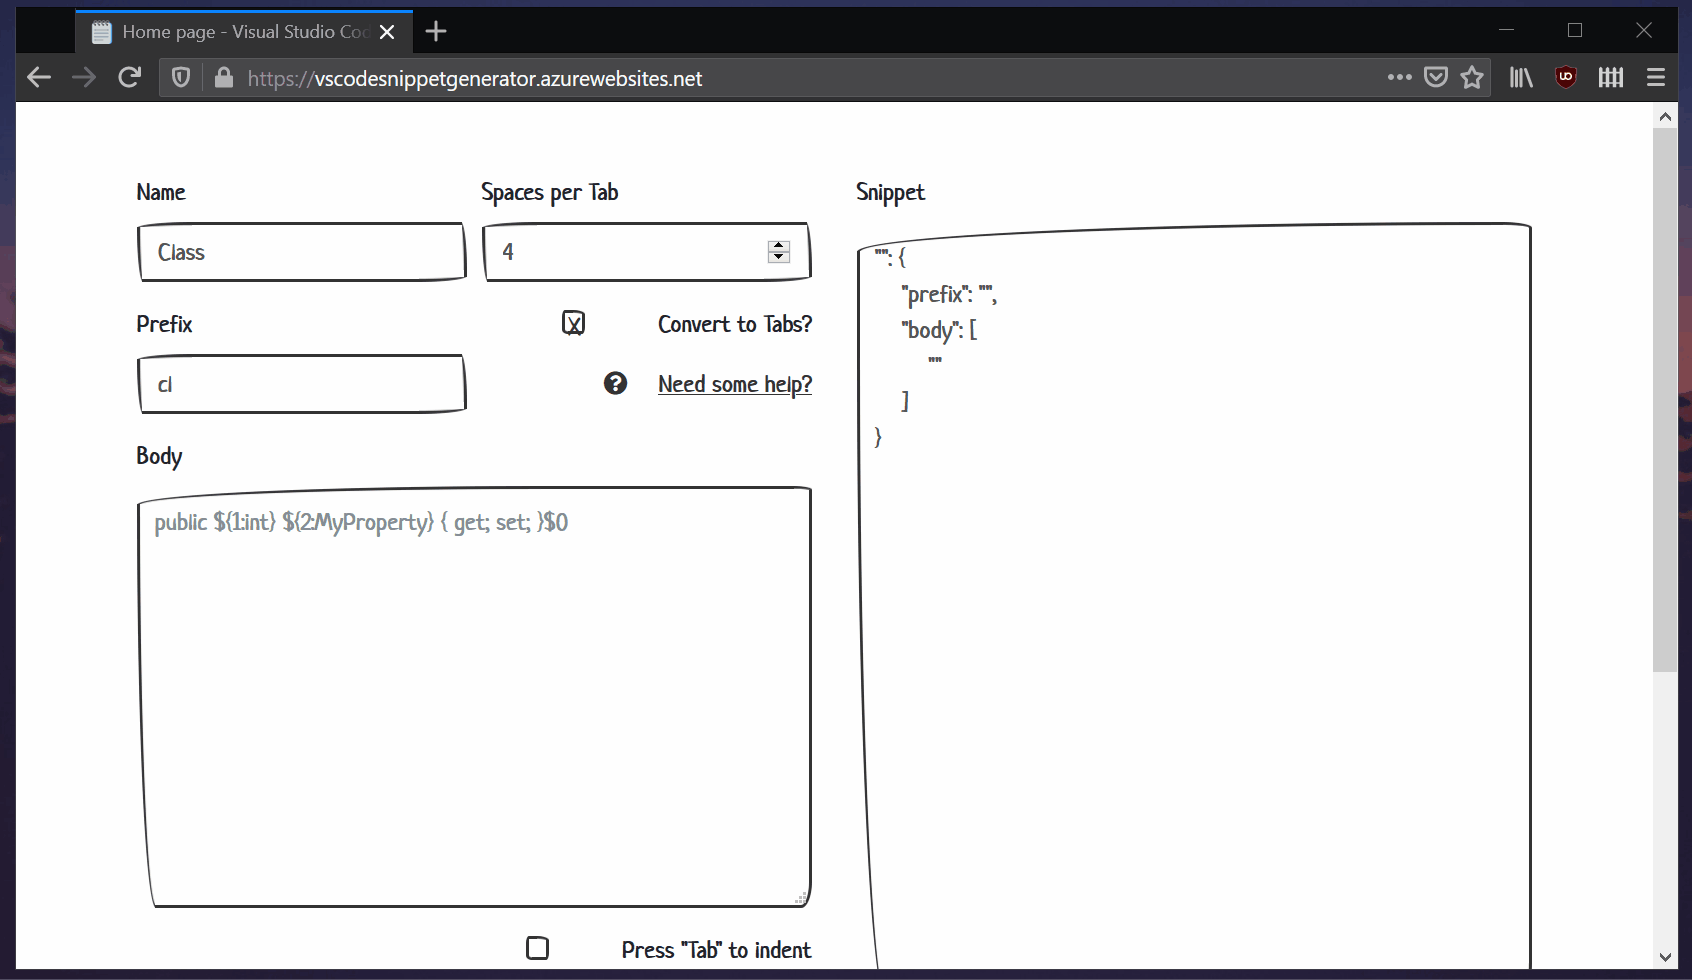 Home page - Visual Studio Cod
https://vscodesnippetgenerator.azurewebsites.net
Name
Spaces per Tab
Snippet
Class
4
"": {
"prefix": "",
"body": [
""
]
}
Prefix
Convert to Tabs?
cl
Need some help?
Body
public ${1:int} ${2:MyProperty} { get; set; }$0
Press "Tab" to indent